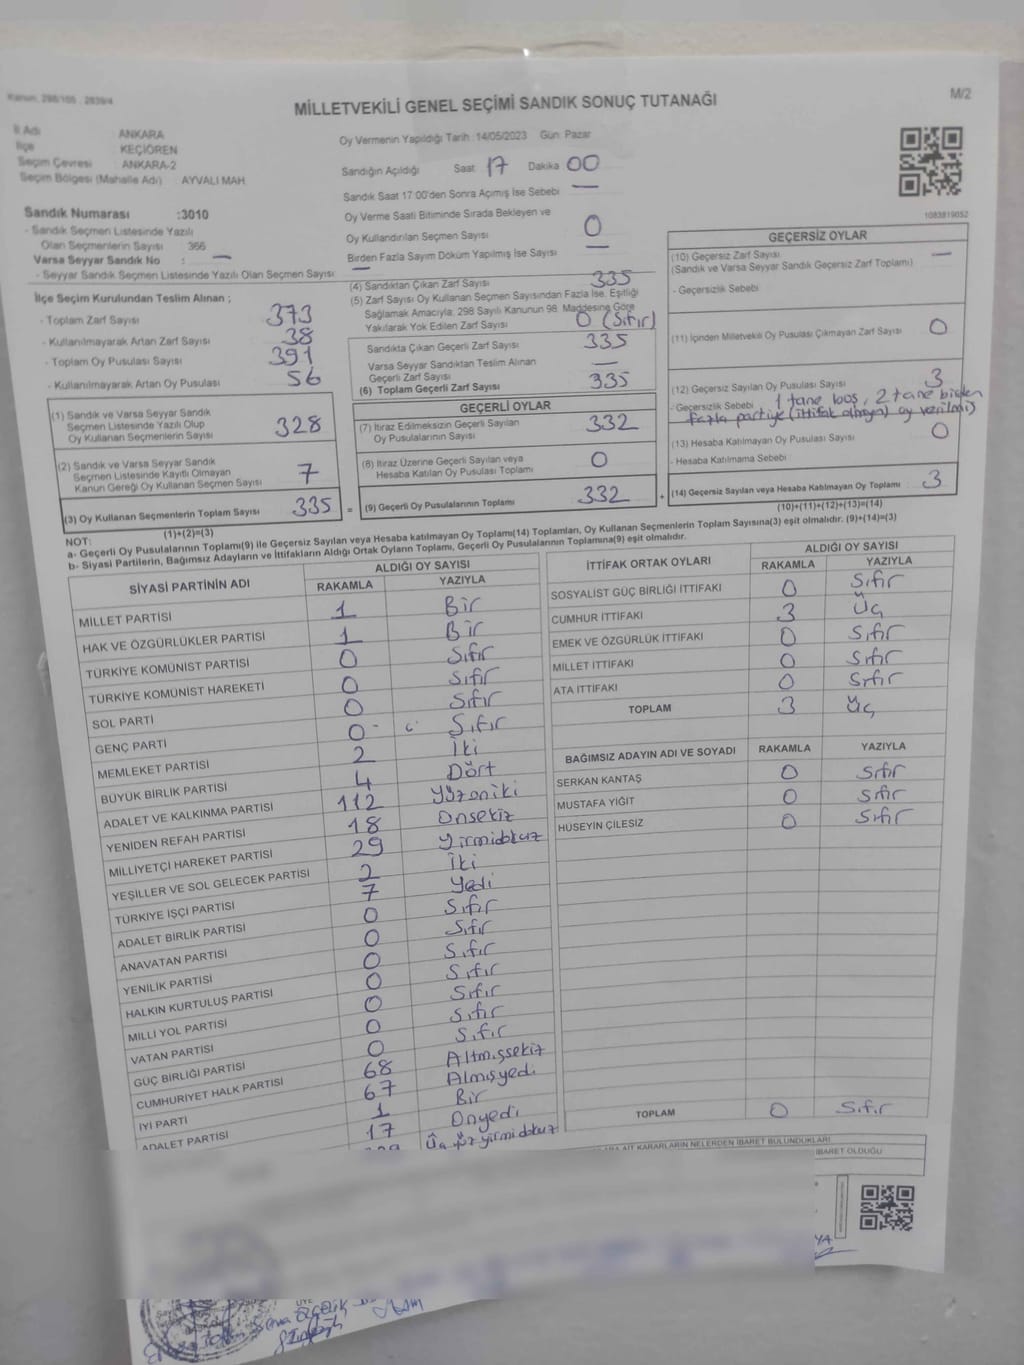 Kanun: 298/105 , 2839/4
MİLLETVEKİLİ GENEL SEÇİMİ SANDIK SONUÇ TUTANAĞI
M/2
İl Adı ANKARA
İlçe KEÇİÖREN
Seçim Çevresi ANKARA-2
Seçim Bölgesi (Mahalle Adı) AYVALI MAH.
Sandık Numarası :3010
- Sandık Seçmen Listesinde Yazılı
Olan Seçmenlerin Sayısı : 366
Varsa Seyyar Sandık No : —
- Seyyar Sandık Seçmen Listesinde Yazılı Olan Seçmen Sayısı —
İlçe Seçim Kurulundan Teslim Alınan ;
- Toplam Zarf Sayısı 373
- Kullanılmayarak Artan Zarf Sayısı 38
- Toplam Oy Pusulası Sayısı 391
- Kullanılmayarak Artan Oy Pusulası 56
(1) Sandık ve Varsa Seyyar Sandık
Seçmen Listesinde Yazılı Olup
Oy Kullanan Seçmenlerin Sayısı 328
(2) Sandık ve Varsa Seyyar Sandık
Seçmen Listesinde Kayıtlı Olmayan
Kanun Gereği Oy Kullanan Seçmen Sayısı 7
(3) Oy Kullanan Seçmenlerin Toplam Sayısı 335
(1)+(2)=(3)
Oy Vermenin Yapıldığı Tarih : 14/05/2023 Gün: Pazar
Sandığın Açıldığı Saat 17 Dakika 00
Sandık Saat 17:00'den Sonra Açımış İse Sebebi —
Oy Verme Saati Bitiminde Sırada Bekleyen ve
Oy Kullandırılan Seçmen Sayısı 0
Birden Fazla Sayım Döküm Yapılmış İse Sayısı —
(4) Sandıktan Çıkan Zarf Sayısı 335
(5) Zarf Sayısı Oy Kullanan Seçmen Sayısından Fazla İse, Eşitliği
Sağlamak Amacıyla, 298 Sayılı Kanunun 98. Maddesine Göre
Yakılarak Yok Edilen Zarf Sayısı 0 (Sıfır)
Sandıkta Çıkan Geçerli Zarf Sayısı 335
Varsa Seyyar Sandıktan Teslim Alınan
Geçerli Zarf Sayısı —
(6) Toplam Geçerli Zarf Sayısı 335
GEÇERLİ OYLAR
(7) İtiraz Edilmeksizin Geçerli Sayılan
Oy Pusulalarının Sayısı 332
(8) İtiraz Üzerine Geçerli Sayılan veya
Hesaba Katılan Oy Pusulası Toplamı 0
= (9) Geçerli Oy Pusulalarının Toplamı 332 +
1083819052
GEÇERSİZ OYLAR
(10) Geçersiz Zarf Sayısı —
(Sandık ve Varsa Seyyar Sandık Geçersiz Zarf Toplamı)
- Geçersizlik Sebebi
(11) İçinden Milletvekili Oy Pusulası Çıkmayan Zarf Sayısı 0
(12) Geçersiz Sayılan Oy Pusulası Sayısı 3
- Geçersizlik Sebebi 1 tane boş, 2 tane birden
fazla partiye (ittifak olmayan) oy verilmiş)
(13) Hesaba Katılmayan Oy Pusulası Sayısı 0
- Hesaba Katılmama Sebebi
(14) Geçersiz Sayılan veya Hesaba Katılmayan Oy Toplamı 3
(10)+(11)+(12)+(13)=(14)
NOT:
a- Geçerli Oy Pusulalarının Toplamı(9) ile Geçersiz Sayılan veya Hesaba katılmayan Oy Toplamı(14) Toplamları, Oy Kullanan Seçmenlerin Toplam Sayısına(3) eşit olmalıdır. (9)+(14)=(3)
b- Siyasi Partilerin, Bağımsız Adayların ve İttifakların Aldığı Ortak Oyların Toplamı, Geçerli Oy Pusulalarının Toplamına(9) eşit olmalıdır.
SİYASİ PARTİNİN ADI ALDIĞI OY SAYISI
RAKAMLA YAZIYLA
MİLLET PARTİSİ 1 Bir
HAK VE ÖZGÜRLÜKLER PARTİSİ 1 Bir
TÜRKİYE KOMÜNİST PARTİSİ 0 Sıfır
TÜRKİYE KOMÜNİST HAREKETİ 0 Sıfır
SOL PARTİ 0 Sıfır
GENÇ PARTİ 0 Sıfır
MEMLEKET PARTİSİ 2 İki
BÜYÜK BİRLİK PARTİSİ 4 Dört
ADALET VE KALKINMA PARTİSİ 112 Yüzoniki
YENİDEN REFAH PARTİSİ 18 Onsekiz
MİLLİYETÇİ HAREKET PARTİSİ 29 Yirmidokuz
YEŞİLLER VE SOL GELECEK PARTİSİ 2 İki
TÜRKİYE İŞÇİ PARTİSİ 7 Yedi
ADALET BİRLİK PARTİSİ 0 Sıfır
ANAVATAN PARTİSİ 0 Sıfır
YENİLİK PARTİSİ 0 Sıfır
HALKIN KURTULUŞ PARTİSİ 0 Sıfır
MİLLİ YOL PARTİSİ 0 Sıfır
VATAN PARTİSİ 0 Sıfır
GÜÇ BİRLİĞİ PARTİSİ 0 Sıfır
CUMHURİYET HALK PARTİSİ 68 Altmışsekiz
İYİ PARTİ 67 Almışyedi
ADALET PARTİSİ 1 Bir
17 Onyedi
Üç yüz yirmi dokuz
İTTİFAK ORTAK OYLARI ALDIĞI OY SAYISI
RAKAMLA YAZIYLA
SOSYALİST GÜÇ BİRLİĞİ İTTİFAKI 0 Sıfır
CUMHUR İTTİFAKI 3 Üç
EMEK VE ÖZGÜRLÜK İTTİFAKI 0 Sıfır
MİLLET İTTİFAKI 0 Sıfır
ATA İTTİFAKI 0 Sıfır
TOPLAM 3 Üç
BAĞIMSIZ ADAYIN ADI VE SOYADI RAKAMLA YAZIYLA
SERKAN KANTAŞ 0 Sıfır
MUSTAFA YİĞİT 0 Sıfır
HÜSEYİN ÇİLESİZ 0 Sıfır
TOPLAM 0 Sıfır
AİT KARARLARIN NELERDEN İBARET BULUNDUKLARI
İBARET OLDUĞU